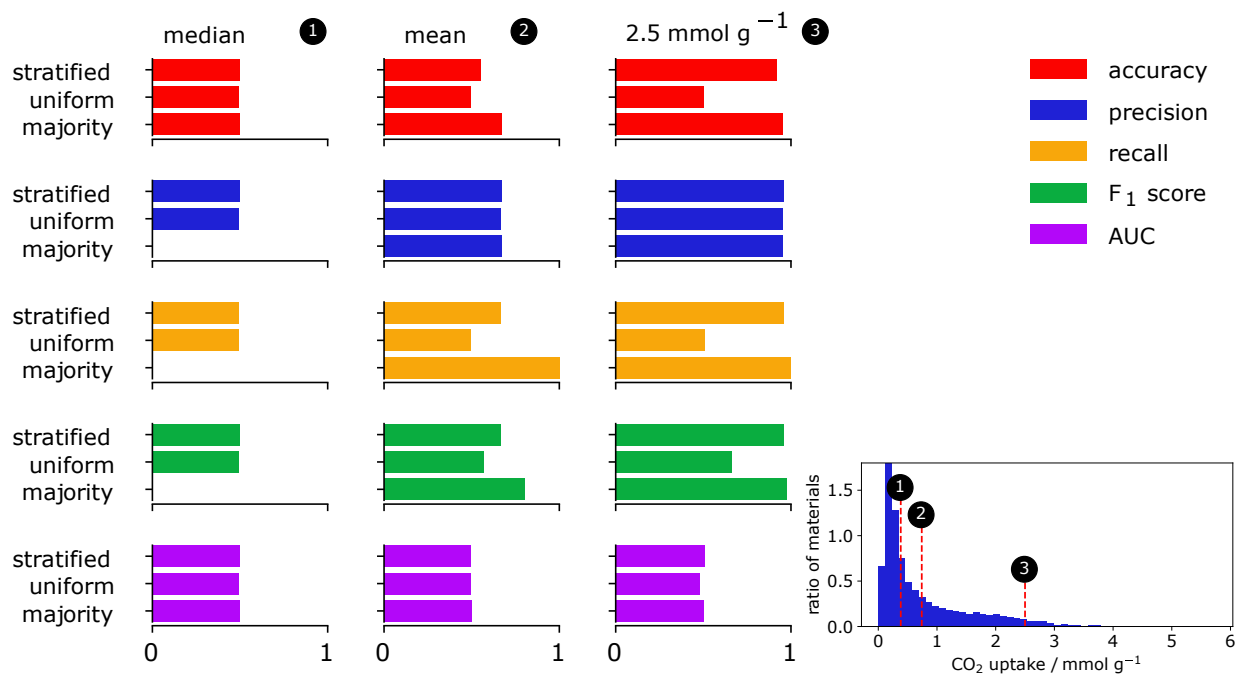 median 1 mean 2 2.5 mmol g⁻¹ 3
stratified
uniform
majority
stratified
uniform
majority
stratified
uniform
majority
stratified
uniform
majority
stratified
uniform
majority
0 1 0 1 0 1
accuracy
precision
recall
F₁ score
AUC
ratio of materials
1.5
1.0
0.5
0.0
1
2
3
0 1 2 3 4 5 6
CO₂ uptake / mmol g⁻¹